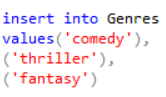 insert into Genres
values('comedy'),
('thriller'),
('fantasy')